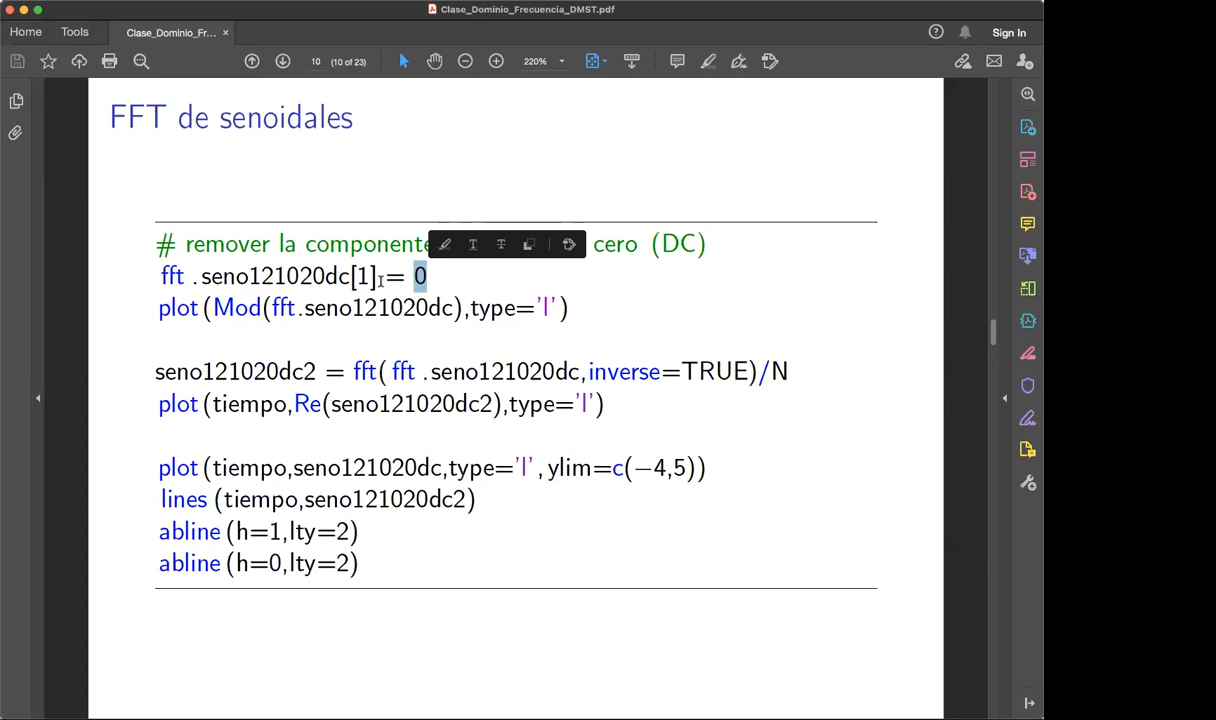 Clase_Dominio_Frecuencia_DMST.pdf
Home Tools Clase_Dominio_Fr... × Sign In
10 (10 of 23) 220%
FFT de senoidales
# remover la componente cero (DC)
fft .seno121020dc[1] = 0
plot(Mod(fft.seno121020dc),type='l')
seno121020dc2 = fft( fft .seno121020dc,inverse=TRUE)/N
plot(tiempo,Re(seno121020dc2),type='l')
plot(tiempo,seno121020dc,type='l',ylim=c(−4,5))
lines (tiempo,seno121020dc2)
abline(h=1,lty=2)
abline(h=0,lty=2)